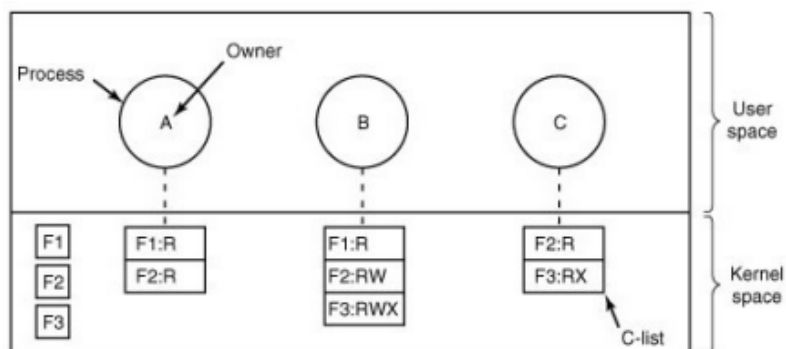 Owner
Process
A
B
C
User
space
F1
F2
F3
F1:R
F2:R
F1:R
F2:RW
F3:RWX
F2:R
F3:RX
Kernel
space
C-list